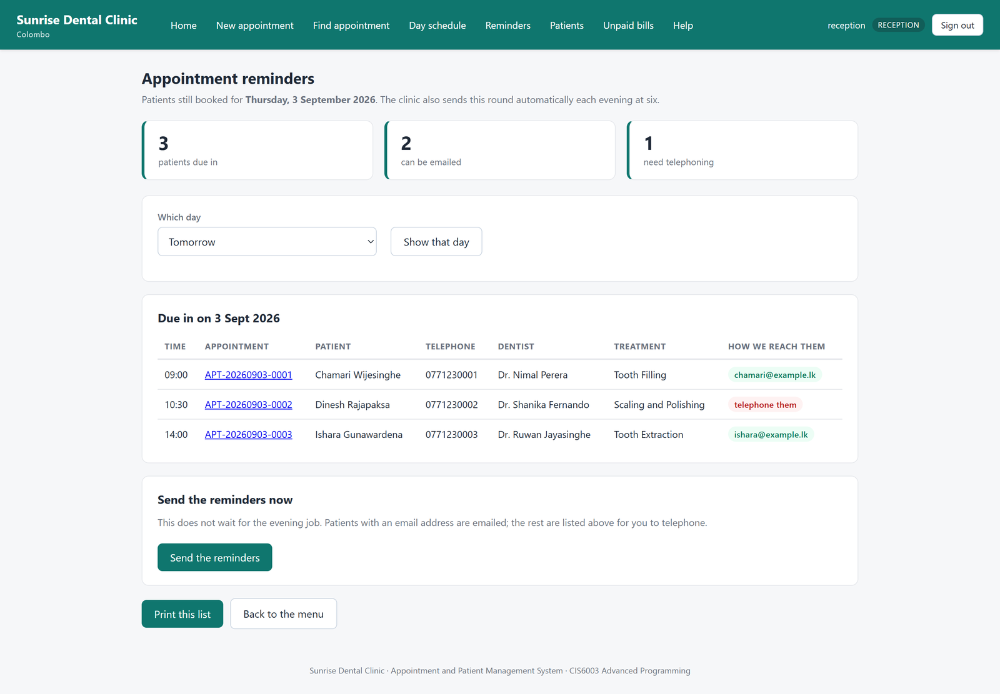 Sunrise Dental Clinic
Colombo
Home New appointment Find appointment Day schedule Reminders Patients Unpaid bills Help
reception RECEPTION Sign out
Appointment reminders
Patients still booked for Thursday, 3 September 2026. The clinic also sends this round automatically each evening at six.
3
patients due in
2
can be emailed
1
need telephoning
Which day
Tomorrow
Show that day
Due in on 3 Sept 2026
TIME APPOINTMENT PATIENT TELEPHONE DENTIST TREATMENT HOW WE REACH THEM
09:00 APT-20260903-0001 Chamari Wijesinghe 0771230001 Dr. Nimal Perera Tooth Filling chamari@example.lk
10:30 APT-20260903-0002 Dinesh Rajapaksa 0771230002 Dr. Shanika Fernando Scaling and Polishing telephone them
14:00 APT-20260903-0003 Ishara Gunawardena 0771230003 Dr. Ruwan Jayasinghe Tooth Extraction ishara@example.lk
Send the reminders now
This does not wait for the evening job. Patients with an email address are emailed; the rest are listed above for you to telephone.
Send the reminders
Print this list Back to the menu
Sunrise Dental Clinic · Appointment and Patient Management System · CIS6003 Advanced Programming